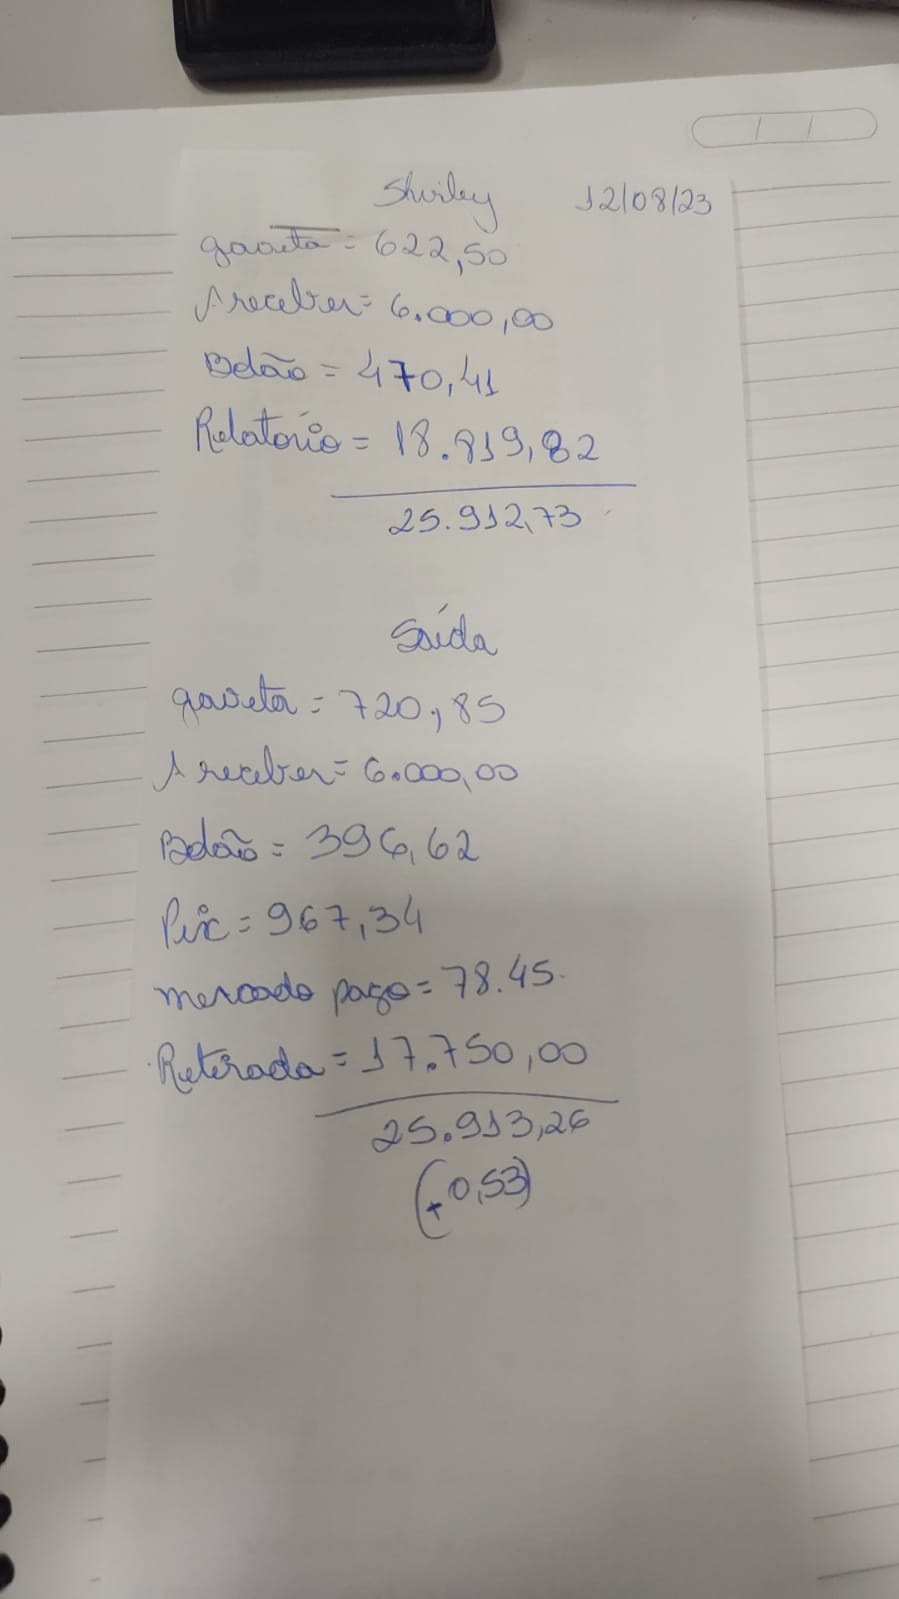 Shirley 12/08/23
gaveta = 622,50
A receber = 6.000,00
Bolão = 470,41
Relatorio = 18.819,82
25.912,73
Saída
gaveta = 720,85
A receber = 6.000,00
Bolão = 396,62
Pix = 967,34
mercado pago = 78.45
Retirada = 17.750,00
25.913,26
(+0,53)